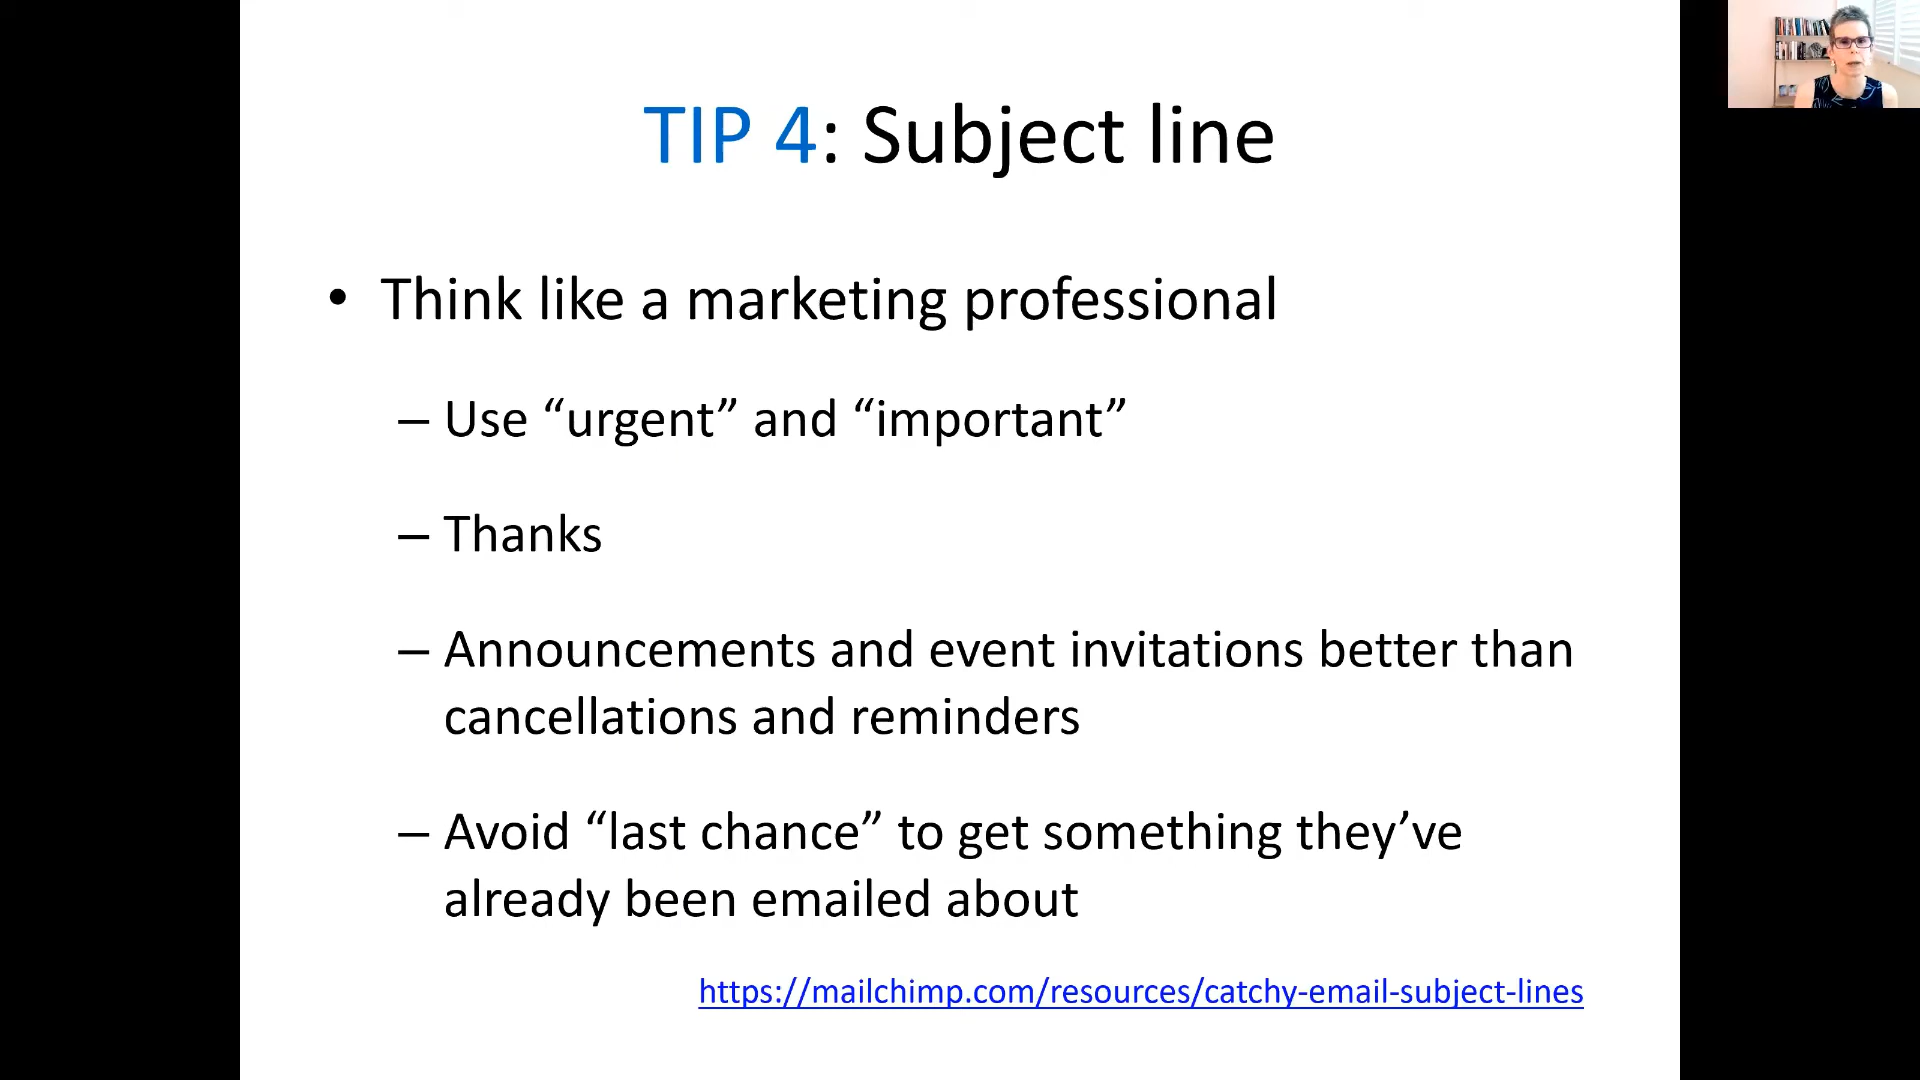 TIP 4: Subject line
• Think like a marketing professional
– Use “urgent” and “important”
– Thanks
– Announcements and event invitations better than
cancellations and reminders
– Avoid “last chance” to get something they’ve
already been emailed about
https://mailchimp.com/resources/catchy-email-subject-lines